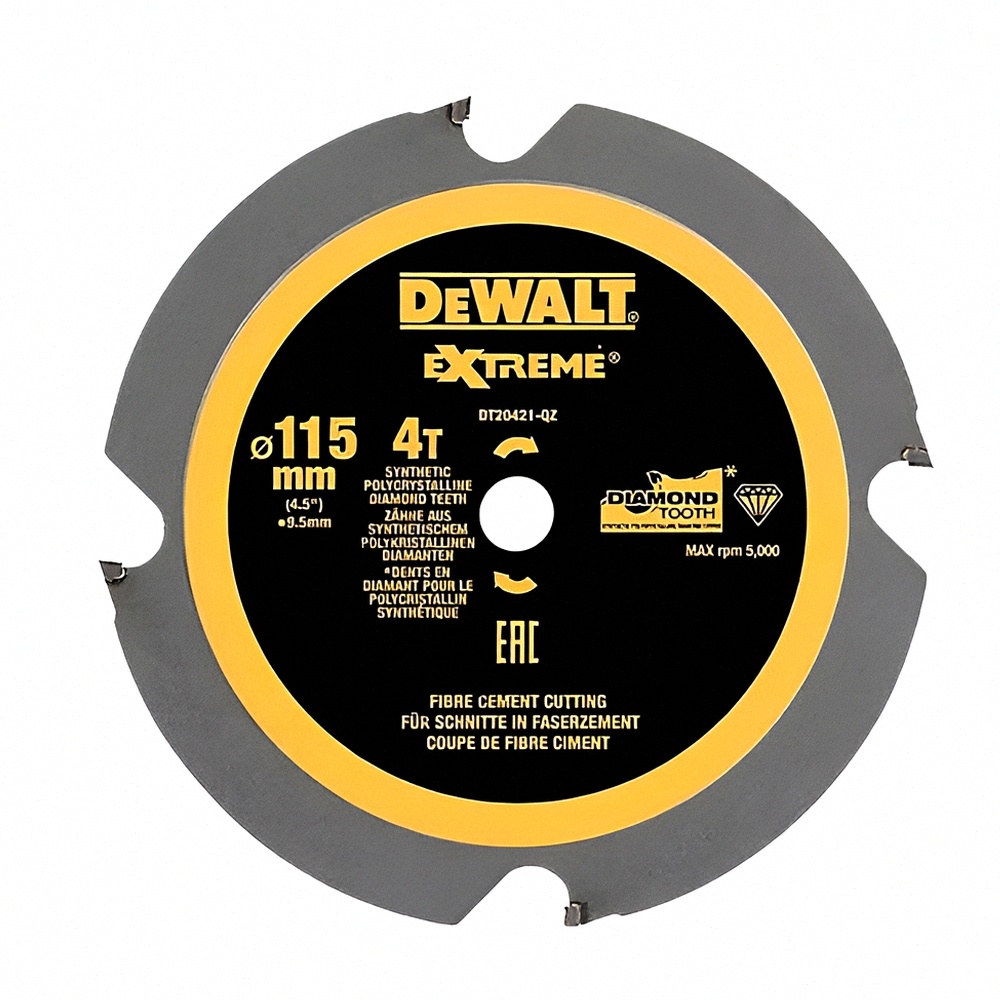 DEWALT®
EXTREME®
DT20421-QZ
ø115
mm
(4.5")
•9.5mm
4T
SYNTHETIC
POLYCRYSTALLINE
DIAMOND TEETH
ZÄHNE AUS
SYNTHETISCHEM
POLYKRISTALLINEN
DIAMANTEN
*DENTS EN
DIAMANT POUR LE
POLYCRISTALLIN
SYNTHÉTIQUE
DIAMOND*
TOOTH
MAX rpm 5,000
EAC
FIBRE CEMENT CUTTING
FÜR SCHNITTE IN FASERZEMENT
COUPE DE FIBRE CIMENT